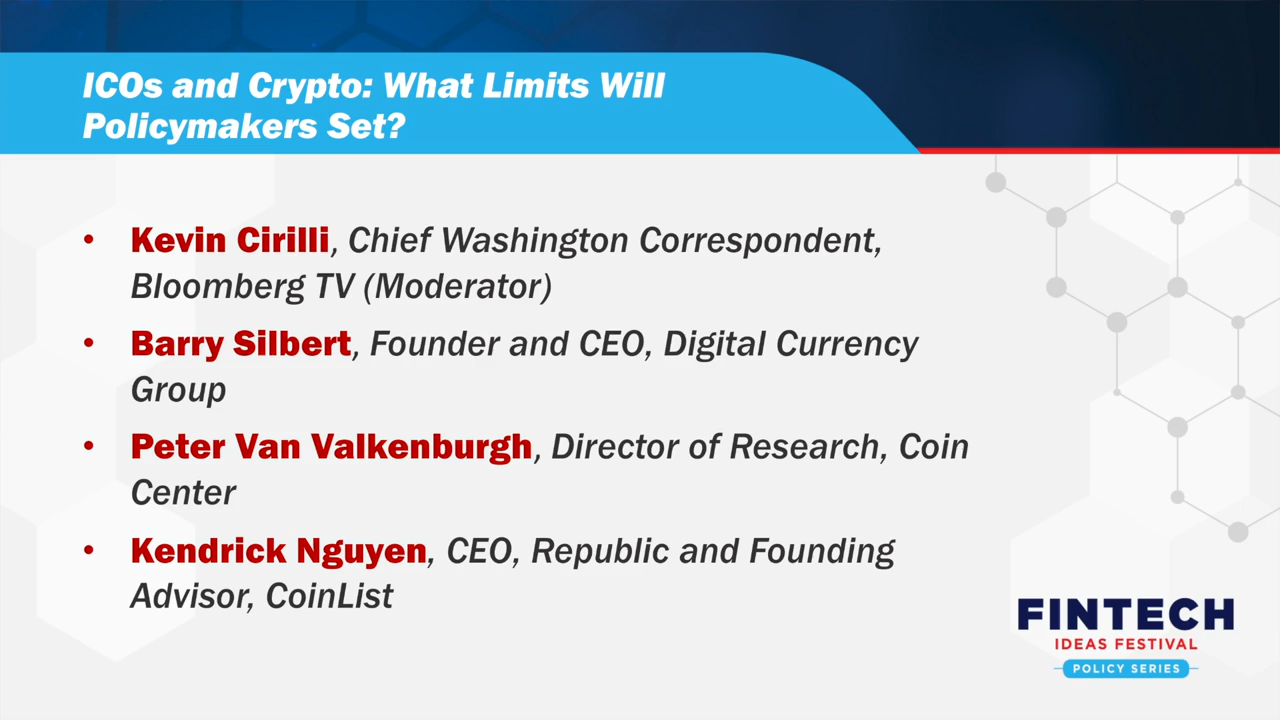 ICOs and Crypto: What Limits Will
Policymakers Set?
• Kevin Cirilli, Chief Washington Correspondent,
Bloomberg TV (Moderator)
• Barry Silbert, Founder and CEO, Digital Currency
Group
• Peter Van Valkenburgh, Director of Research, Coin
Center
• Kendrick Nguyen, CEO, Republic and Founding
Advisor, CoinList
FINTECH
IDEAS FESTIVAL
POLICY SERIES